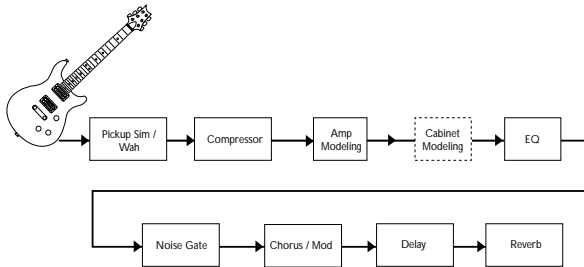 Pickup Sim /
Wah
Compressor
Amp
Modeling
Cabinet
Modeling
EQ
Noise Gate
Chorus / Mod
Delay
Reverb